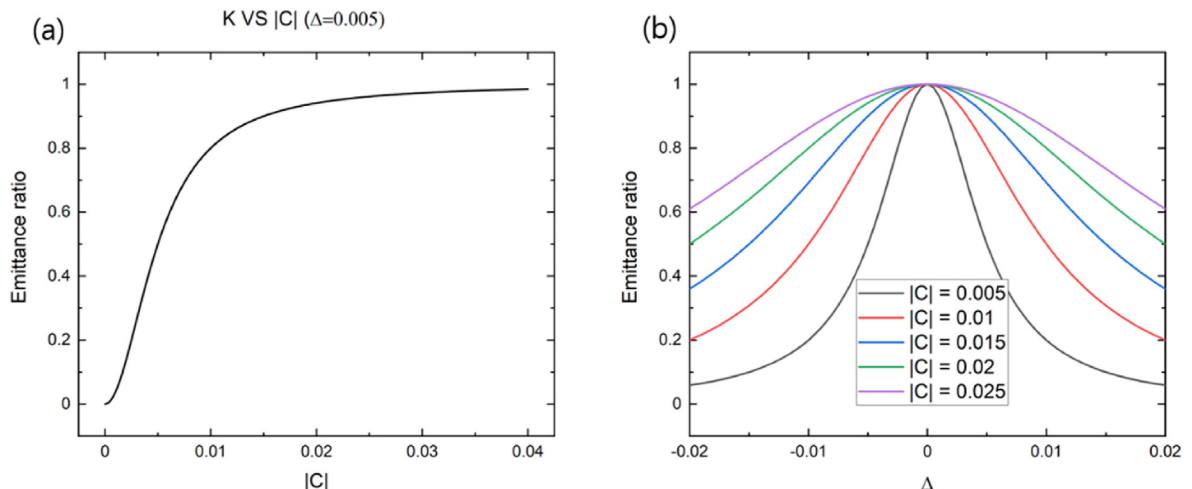 (a)
K VS |C| (Δ=0.005)
Emittance ratio
1
0.8
0.6
0.4
0.2
0
0
0.01
0.02
0.03
0.04
|C|
(b)
Emittance ratio
1
0.8
0.6
0.4
0.2
0
|C| = 0.005
|C| = 0.01
|C| = 0.015
|C| = 0.02
|C| = 0.025
-0.02
-0.01
0
0.01
0.02
Δ